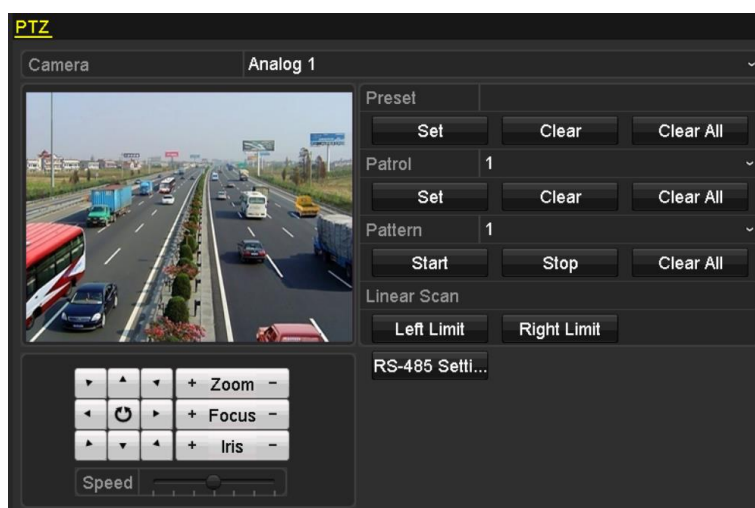 PTZ
Camera Analog 1
Preset
Set Clear Clear All
Patrol 1
Set Clear Clear All
Pattern 1
Start Stop Clear All
Linear Scan
Left Limit Right Limit
RS-485 Setti...
+ Zoom -
+ Focus -
+ Iris -
Speed